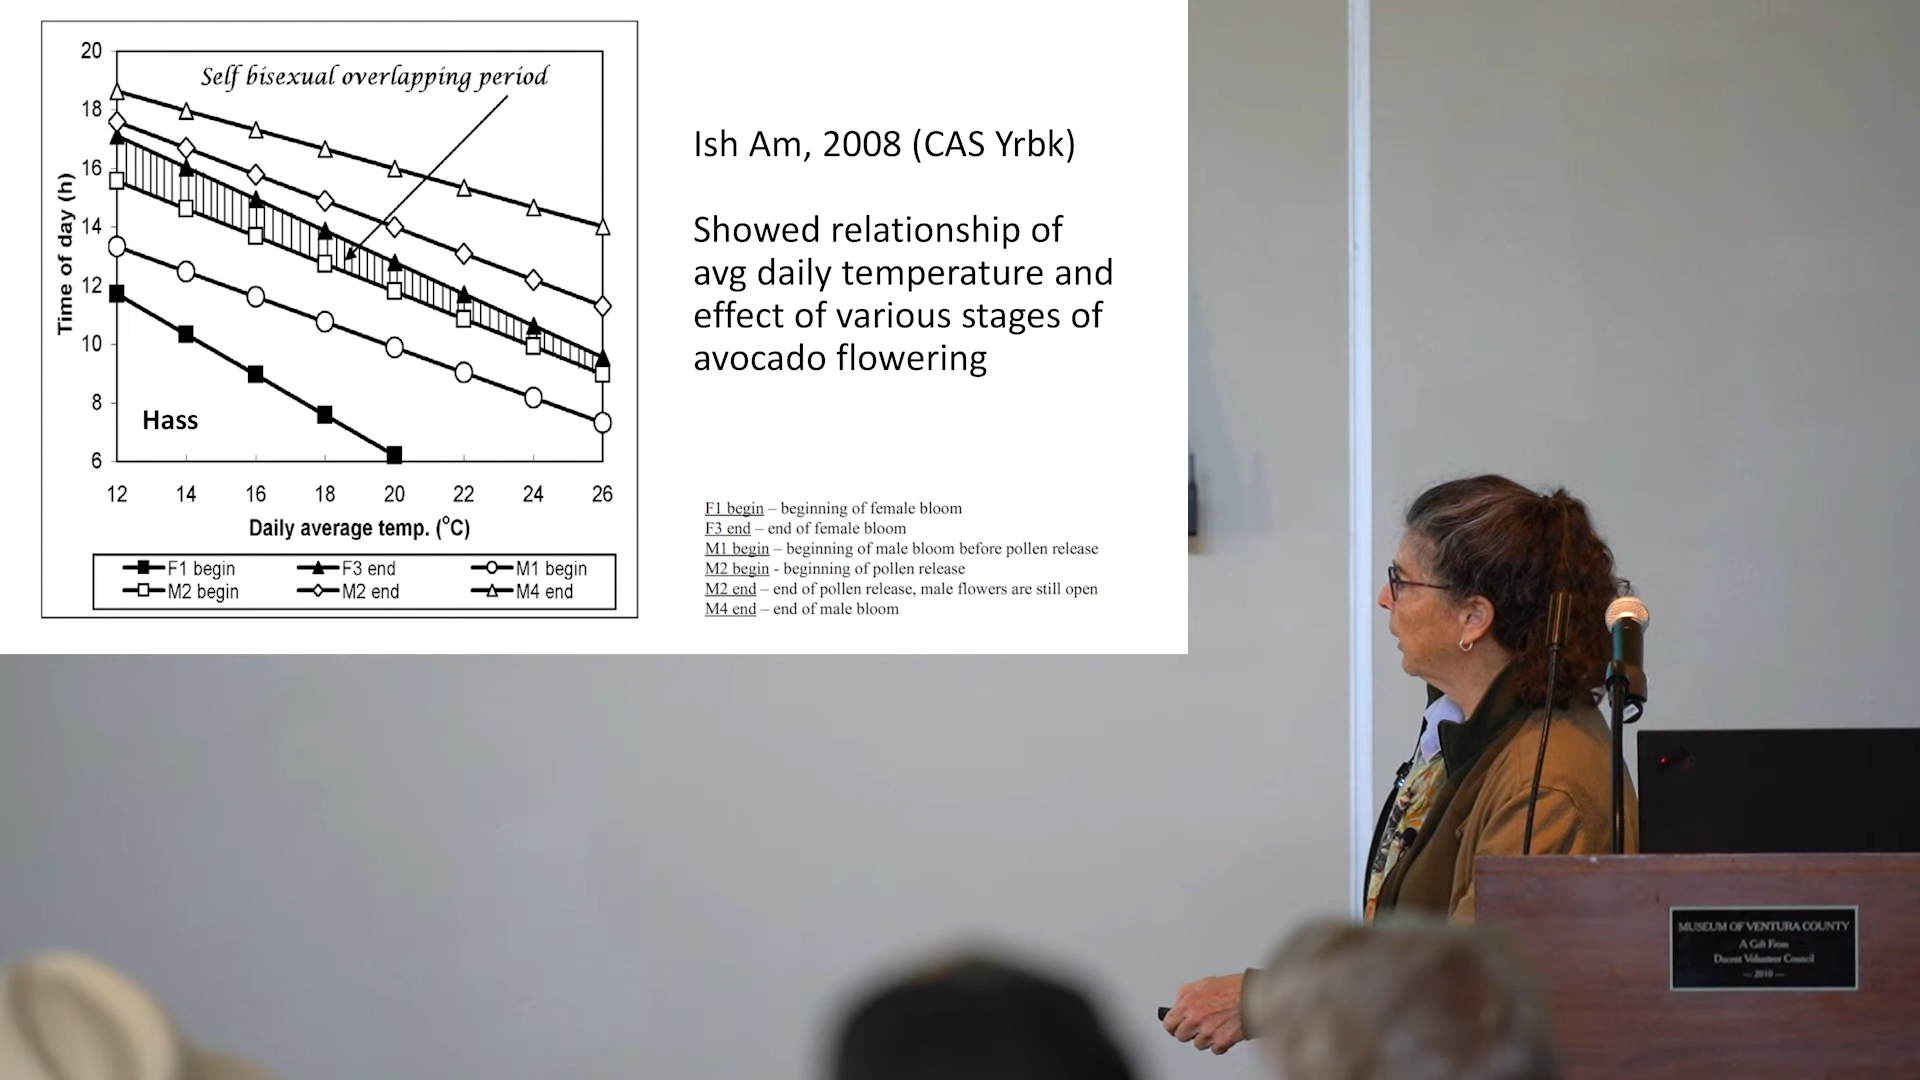 20
Self bisexual overlapping period
18
16
14
12
10
8
6
Time of day (h)
Hass
12 14 16 18 20 22 24 26
Daily average temp. (°C)
F1 begin F3 end M1 begin
M2 begin M2 end M4 end
Ish Am, 2008 (CAS Yrbk)
Showed relationship of
avg daily temperature and
effect of various stages of
avocado flowering
F1 begin – beginning of female bloom
F3 end – end of female bloom
M1 begin – beginning of male bloom before pollen release
M2 begin - beginning of pollen release
M2 end – end of pollen release, male flowers are still open
M4 end – end of male bloom
MUSEUM OF VENTURA COUNTY
A Gift From
Docent Volunteer Council
— 2010 —